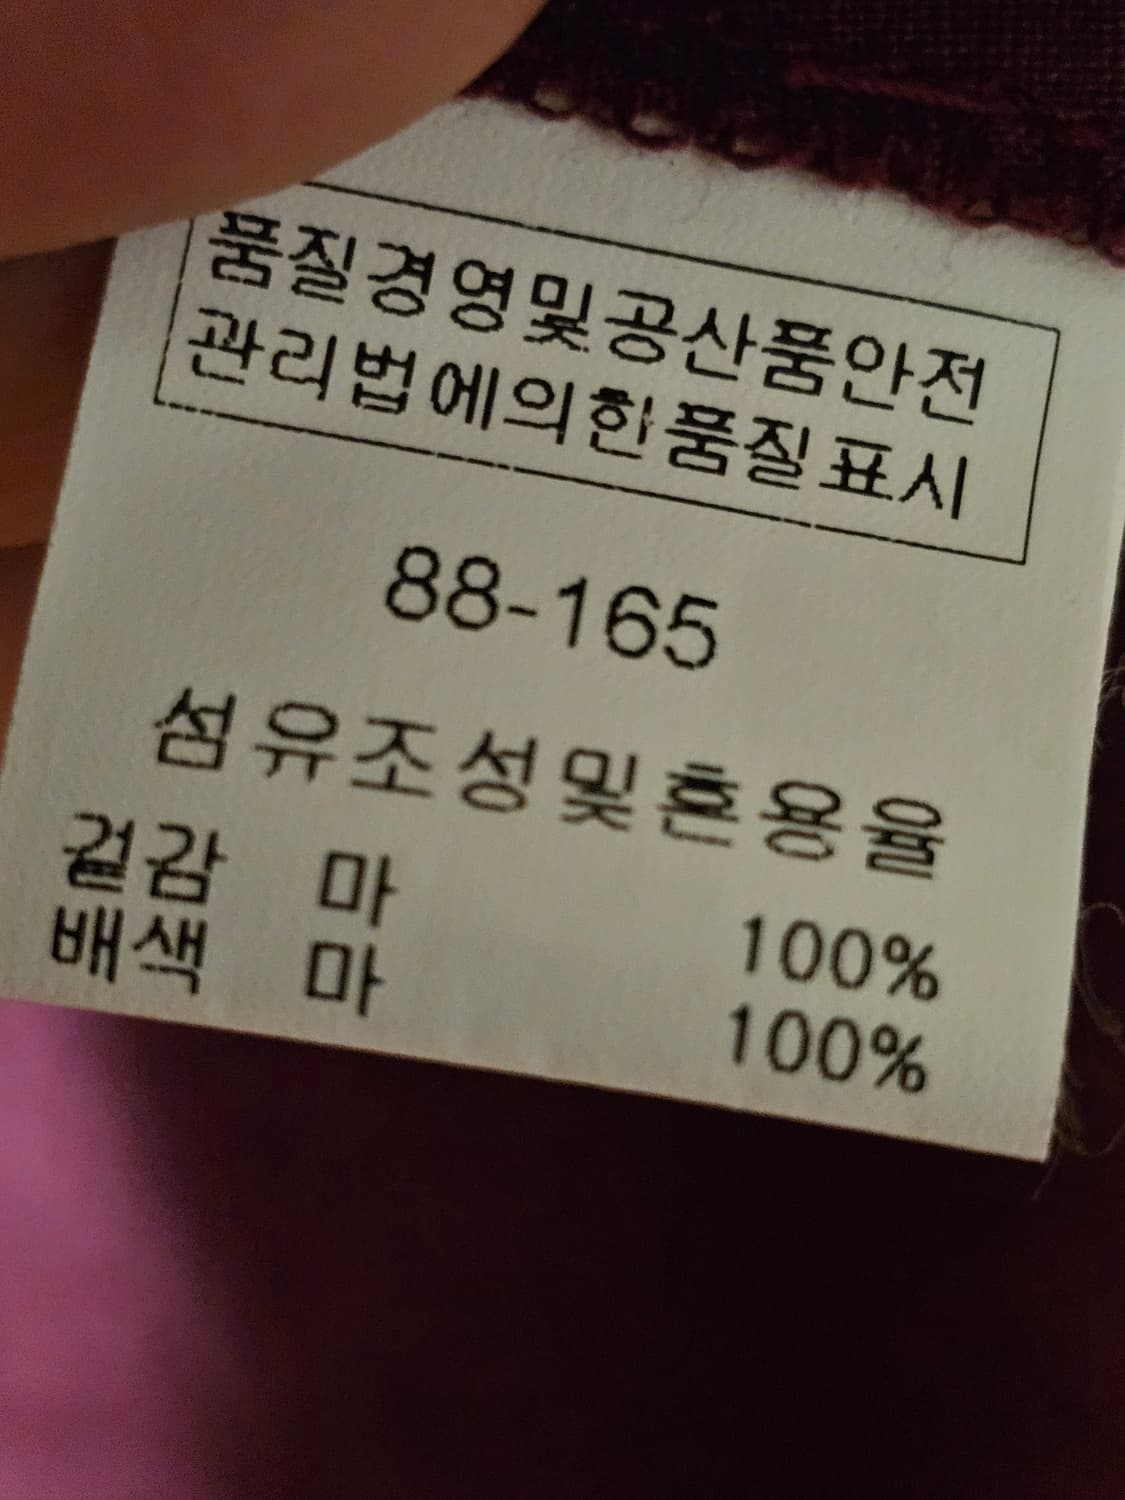 품질경영및공산품안전
관리법에의한품질표시
88-165
섬유조성및혼용율
겉감 마 100%
배색 마 100%